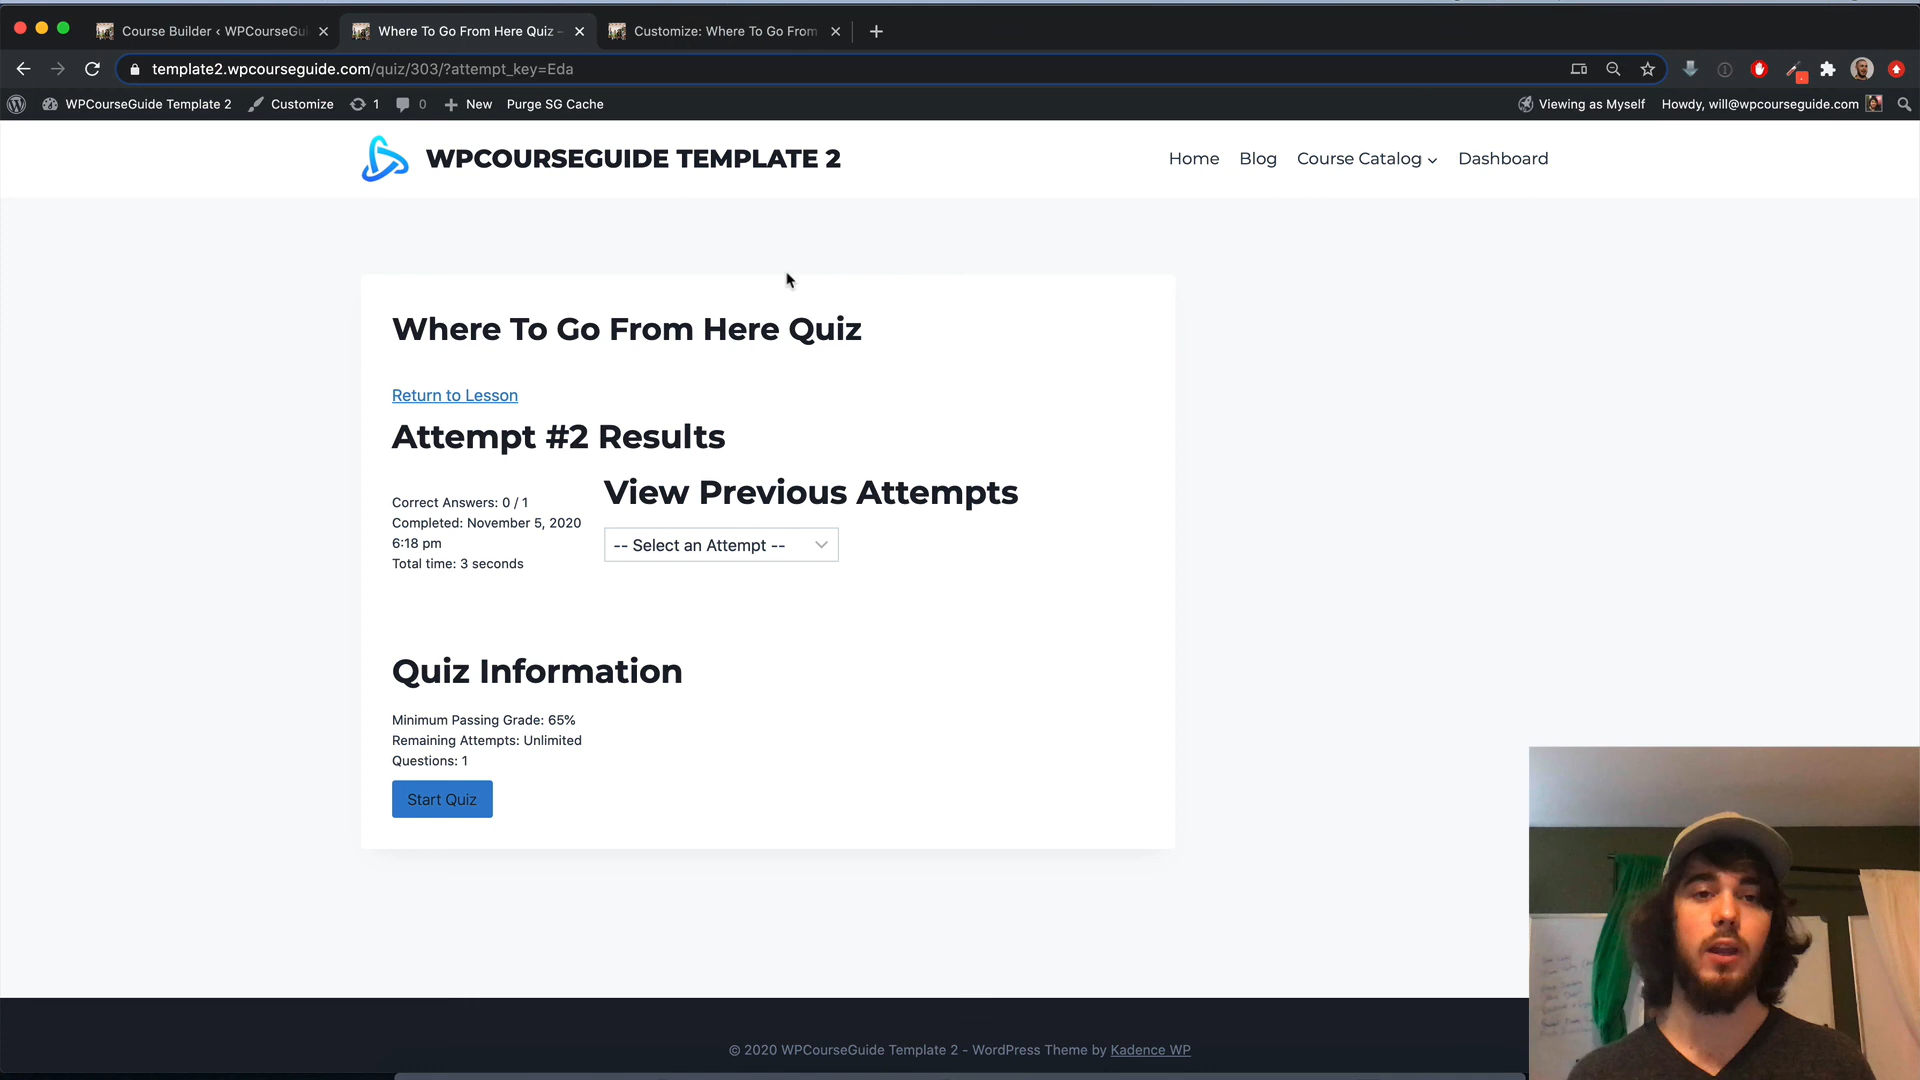 Course Builder ‹ WPCourseGui
Where To Go From Here Quiz –
Customize: Where To Go From
template2.wpcourseguide.com/quiz/303/?attempt_key=Eda
WPCourseGuide Template 2
Customize
1
0
New
Purge SG Cache
Viewing as Myself
Howdy, will@wpcourseguide.com
WPCOURSEGUIDE TEMPLATE 2
Home
Blog
Course Catalog
Dashboard
Where To Go From Here Quiz
Return to Lesson
Attempt #2 Results
Correct Answers: 0 / 1
Completed: November 5, 2020
6:18 pm
Total time: 3 seconds
View Previous Attempts
-- Select an Attempt --
Quiz Information
Minimum Passing Grade: 65%
Remaining Attempts: Unlimited
Questions: 1
Start Quiz
© 2020 WPCourseGuide Template 2 - WordPress Theme by Kadence WP